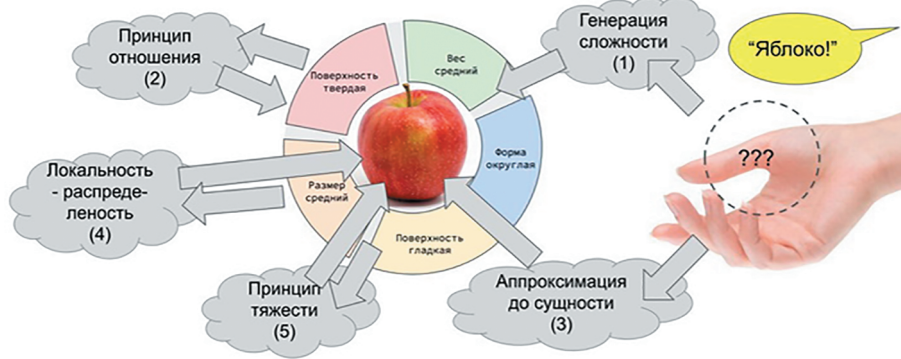 Принцип
отношения
(2)
Генерация
сложности
(1)
“Яблоко!”
Поверхность
твердая
Вес
средний
???
Форма
округлая
Локальность
- распреде-
леность
(4)
Размер
средний
Поверхность
гладкая
Принцип
тяжести
(5)
Аппроксимация
до сущности
(3)